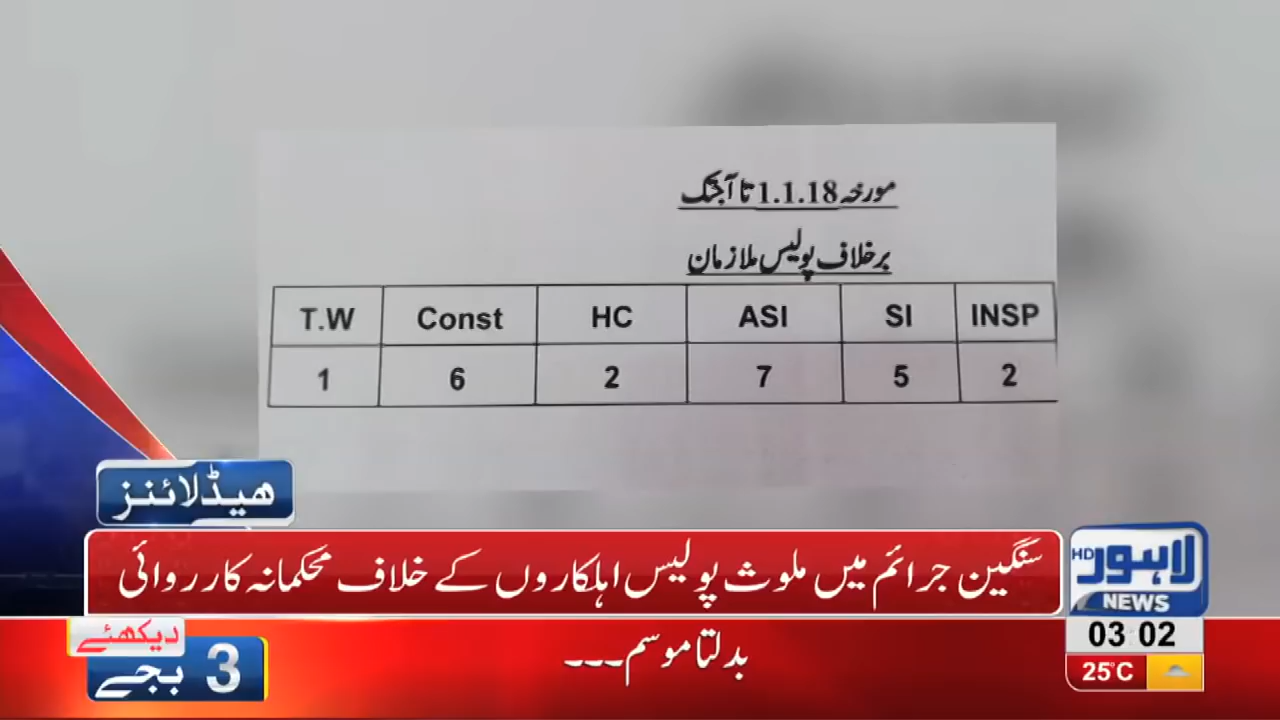 مورخہ 1.1.18 تا آجتک
برخلاف پولیس ملازمان
T.W Const HC ASI SI INSP
1 6 2 7 5 2
ھیڈلائنز
سنگین جرائم میں ملوث پولیس اہلکاروں کے خلاف محکمانہ کارروائی
HD لاہور
NEWS
03 02
25°C
دیکھئے
3 بجے
بدلتا موسم---